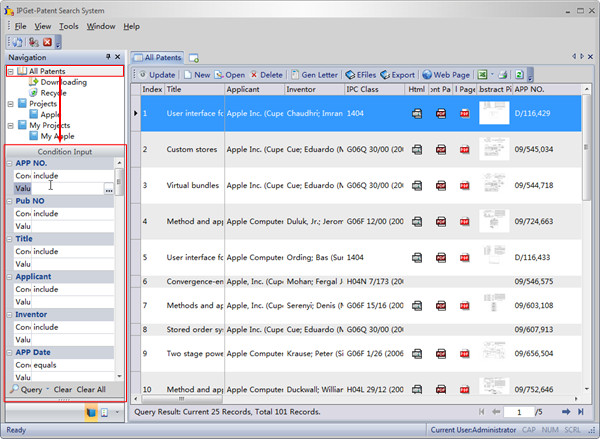 IPGet-Patent Search System
File View Tools Window Help
Navigation
All Patents
Downloading
Recycle
Projects
Apple
My Projects
My Apple
Condition Input
APP NO.
Con include
Valu
Pub NO
Con include
Valu
Title
Con include
Valu
Applicant
Con include
Valu
Inventor
Con include
Valu
APP Date
Con equals
Valu
Query Clear Clear All
All Patents
Update New Open Delete Gen Letter EFiles Export Web Page
Index Title Applicant Inventor IPC Class Html nt Pa Page bstract Pi APP NO.
1 User interface fo Apple Inc. (Cupe Chaudhri; Imran 1404 D/116,429
2 Custom stores Apple Inc. (Cupe Cue; Eduardo (M G06Q 30/00 (200 09/545,034
3 Virtual bundles Apple Inc. (Cupe Cue; Eduardo (M G06Q 30/00 (200 09/544,718
4 Method and app Apple Computer Duluk, Jr.; Jerom G06F 12/00 (200 09/724,663
5 User interface fo Apple Computer Ording; Bas (Sun 1404 D/116,433
6 Convergence-en Apple, Inc. (Cupe Mohan; Fergal J H04N 7/173 (200 09/546,575
7 Methods and ap Apple, Inc. (Cupe Serenyi; Denis (M G06F 15/16 (200 09/603,108
8 Stored order sys Apple Inc. (Cupe Cue; Eduardo (M G06Q 30/00 (200 09/607,913
9 Two stage powe Apple Computer Krause; Peter (Si G06F 1/26 (2006 09/656,504
10 Method and app Apple Computer Duckwall; Williar H04L 29/12 (200 09/752,646
Query Result: Current 25 Records, Total 101 Records.
1 /5
Ready Current User:Administrator CAP NUM SCRL